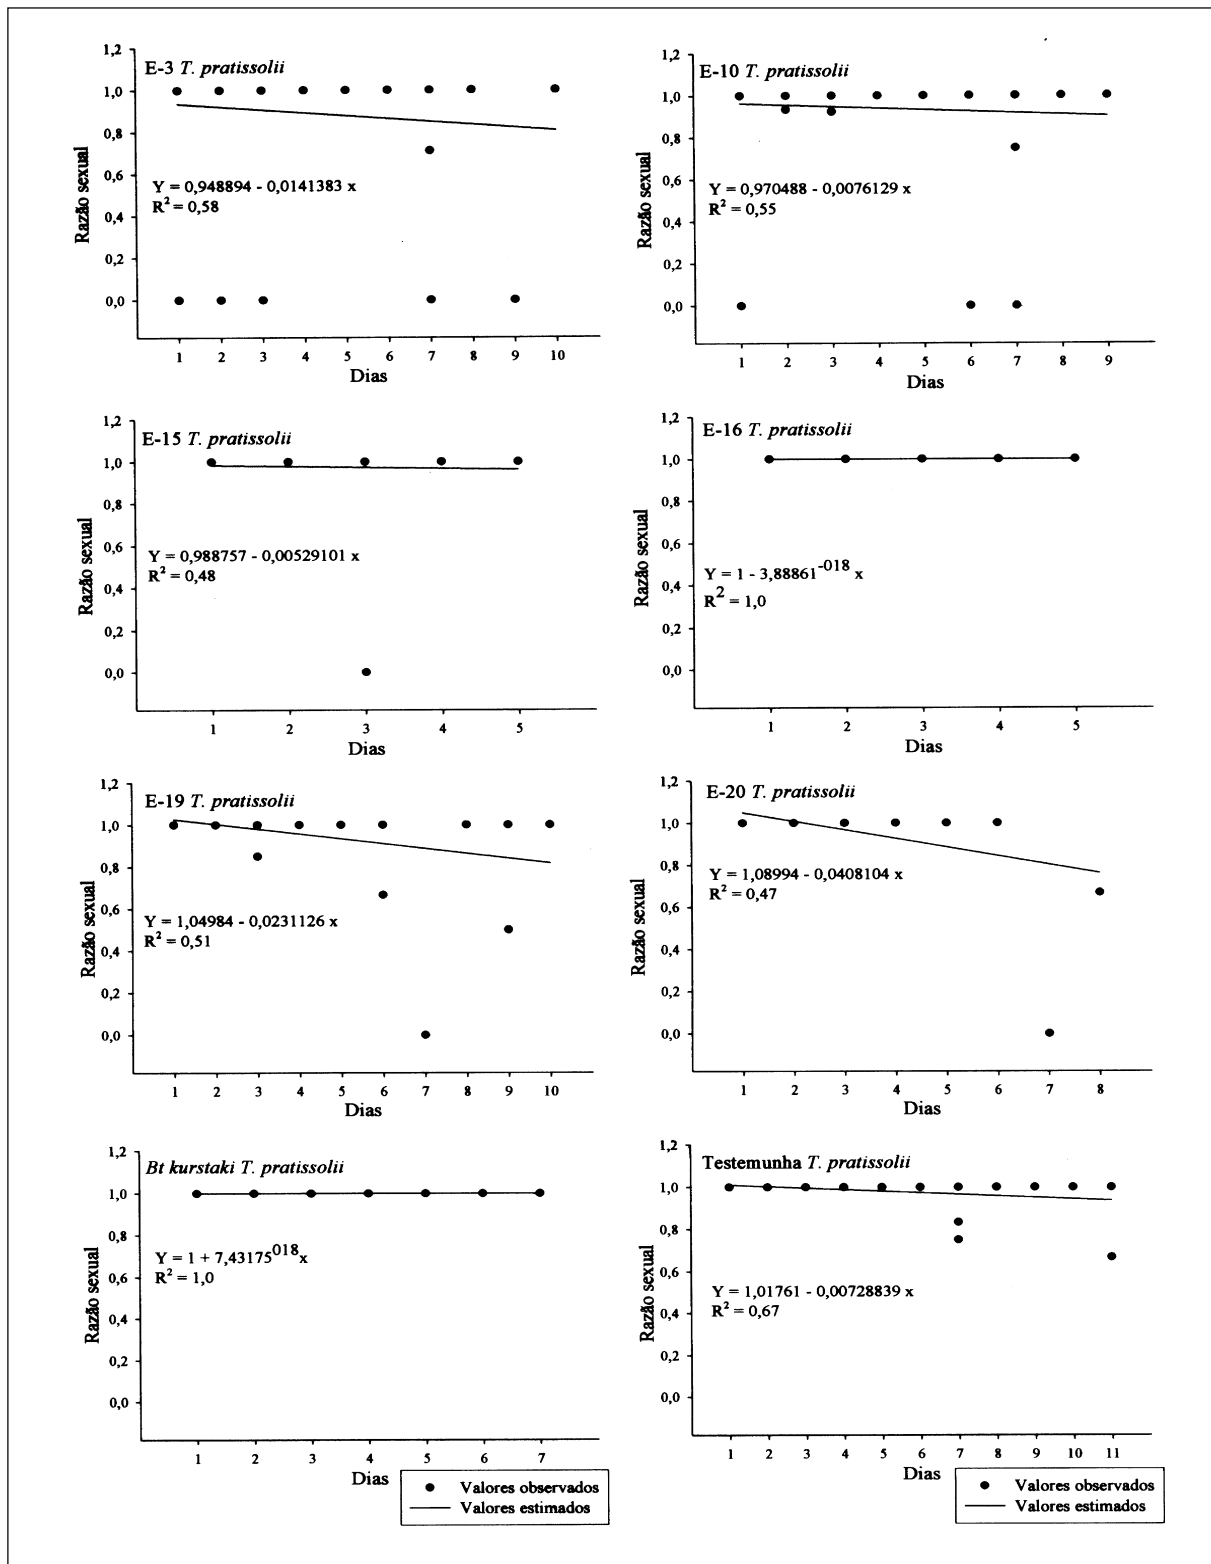 E-3 T. pratissolii
Razão sexual
1,2
1,0
0,8
0,6
0,4
0,2
0,0
Y = 0,948894 - 0,0141383 x
R² = 0,58
1 2 3 4 5 6 7 8 9 10
Dias
E-10 T. pratissolii
Razão sexual
1,2
1,0
0,8
0,6
0,4
0,2
0,0
Y = 0,970488 - 0,0076129 x
R² = 0,55
1 2 3 4 5 6 7 8 9
Dias
E-15 T. pratissolii
Razão sexual
1,2
1,0
0,8
0,6
0,4
0,2
0,0
Y = 0,988757 - 0,00529101 x
R² = 0,48
1 2 3 4 5
Dias
E-16 T. pratissolii
Razão sexual
1,2
1,0
0,8
0,6
0,4
0,2
0,0
Y = 1 - 3,88861⁻⁰¹⁸ x
R² = 1,0
1 2 3 4 5
Dias
E-19 T. pratissolii
Razão sexual
1,2
1,0
0,8
0,6
0,4
0,2
0,0
Y = 1,04984 - 0,0231126 x
R² = 0,51
1 2 3 4 5 6 7 8 9 10
Dias
E-20 T. pratissolii
Razão sexual
1,2
1,0
0,8
0,6
0,4
0,2
0,0
Y = 1,08994 - 0,0408104 x
R² = 0,47
1 2 3 4 5 6 7 8
Dias
Bt kurstaki T. pratissolii
Razão sexual
1,2
1,0
0,8
0,6
0,4
0,2
0,0
Y = 1 + 7,43175⁰¹⁸x
R² = 1,0
1 2 3 4 5 6 7
Dias
Valores observados
Valores estimados
Testemunha T. pratissolii
Razão sexual
1,2
1,0
0,8
0,6
0,4
0,2
0,0
Y = 1,01761 - 0,00728839 x
R² = 0,67
1 2 3 4 5 6 7 8 9 10 11
Dias
Valores observados
Valores estimados